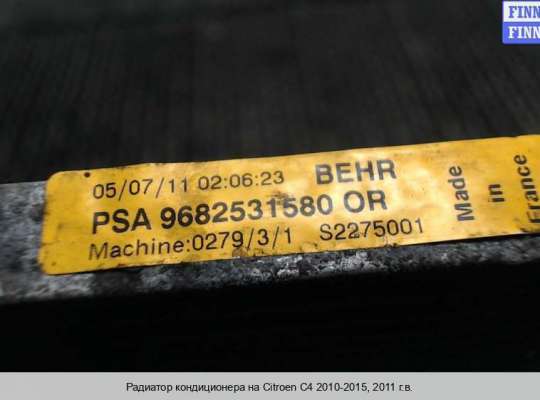 FINN
FINN
05/07/11 02:06:23 BEHR
PSA 9682531580 OR
Machine:0279/3/1 S2275001
Made
in
France
Радиатор кондиционера на Citroen C4 2010-2015, 2011 г.в.